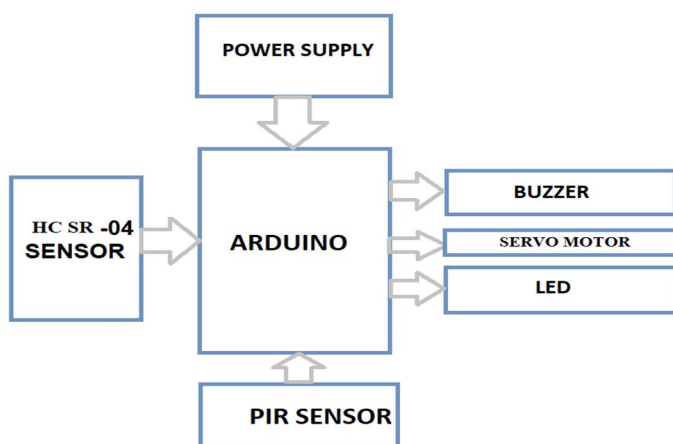 POWER SUPPLY
HC SR -04
SENSOR
ARDUINO
BUZZER
SERVO MOTOR
LED
PIR SENSOR